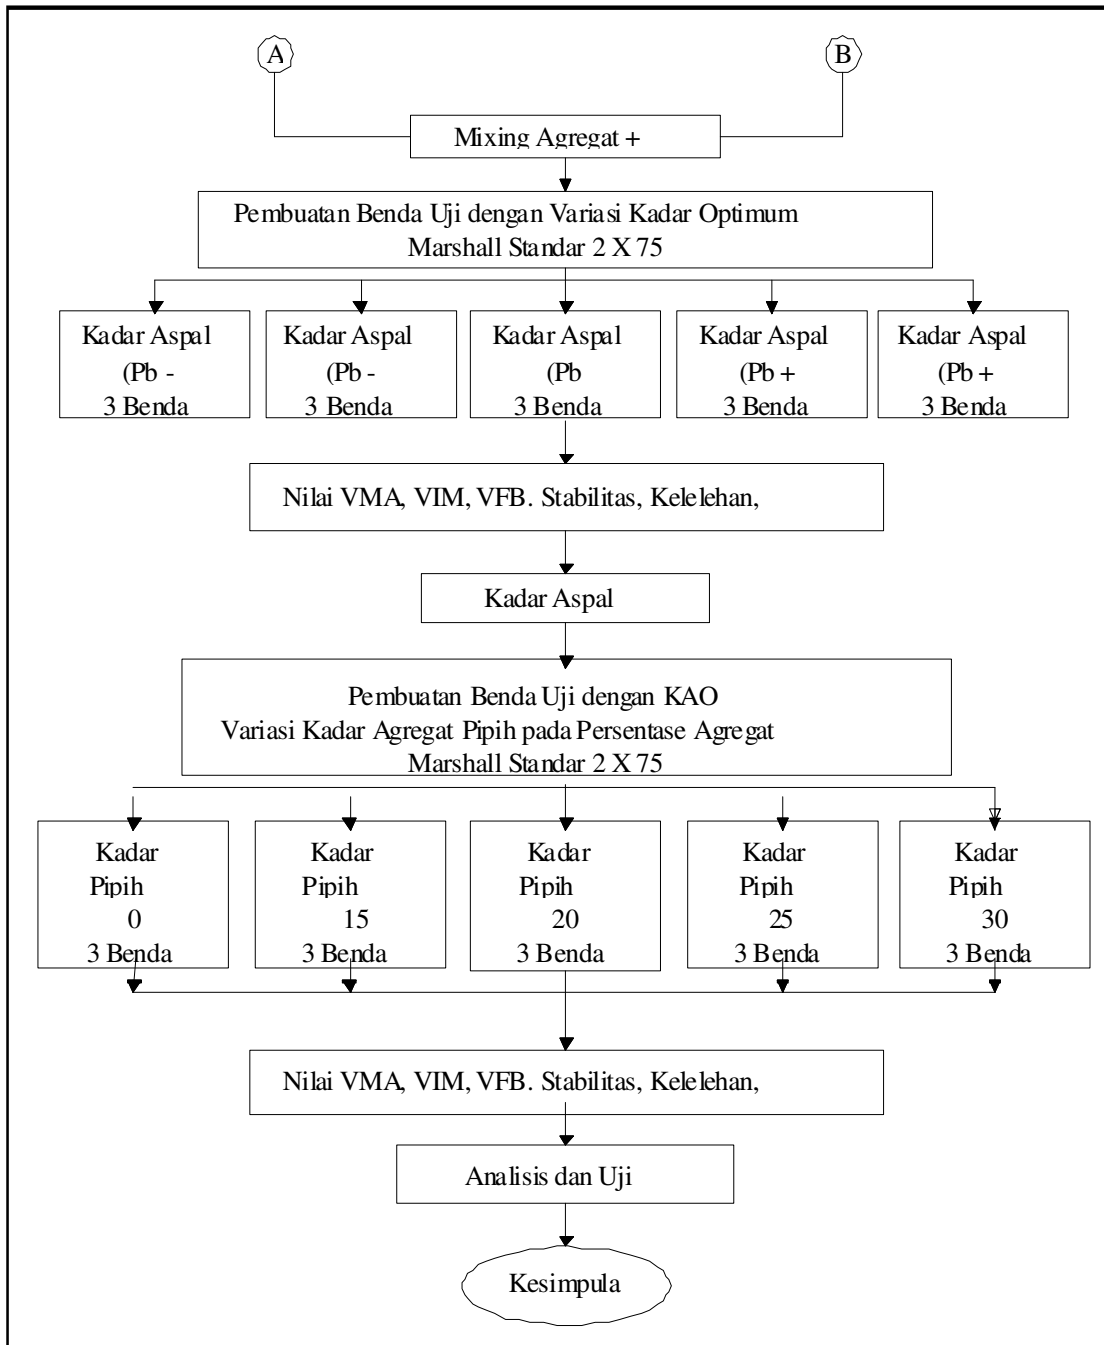 A
B
Mixing Agregat +
Pembuatan Benda Uji dengan Variasi Kadar Optimum
Marshall Standar 2 X 75
Kadar Aspal
(Pb -
3 Benda
Kadar Aspal
(Pb -
3 Benda
Kadar Aspal
(Pb
3 Benda
Kadar Aspal
(Pb +
3 Benda
Kadar Aspal
(Pb +
3 Benda
Nilai VMA, VIM, VFB. Stabilitas, Kelelehan,
Kadar Aspal
Pembuatan Benda Uji dengan KAO
Variasi Kadar Agregat Pipih pada Persentase Agregat
Marshall Standar 2 X 75
Kadar
Pipih
0
3 Benda
Kadar
Pipih
15
3 Benda
Kadar
Pipih
20
3 Benda
Kadar
Pipih
25
3 Benda
Kadar
Pipih
30
3 Benda
Nilai VMA, VIM, VFB. Stabilitas, Kelelehan,
Analisis dan Uji
Kesimpula